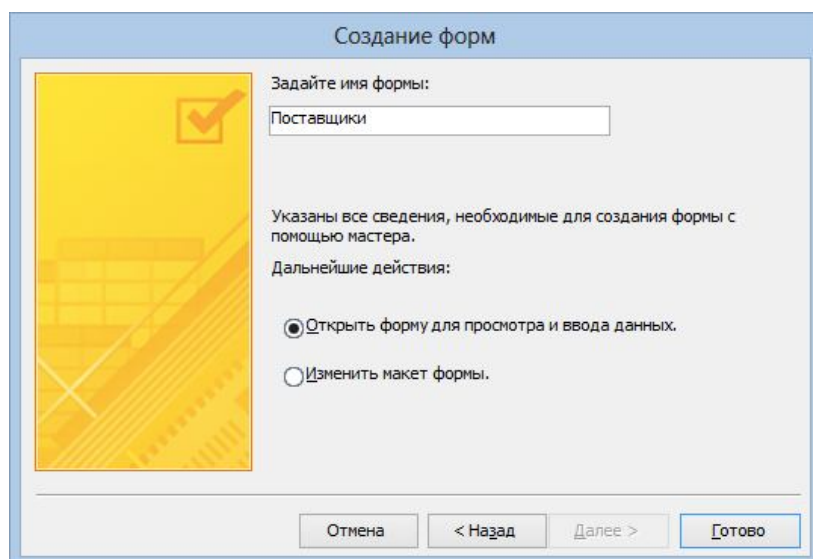 Создание форм
Задайте имя формы:
Поставщики
Указаны все сведения, необходимые для создания формы с
помощью мастера.
Дальнейшие действия:
Открыть форму для просмотра и ввода данных.
Изменить макет формы.
Отмена
< Назад
Далее >
Готово